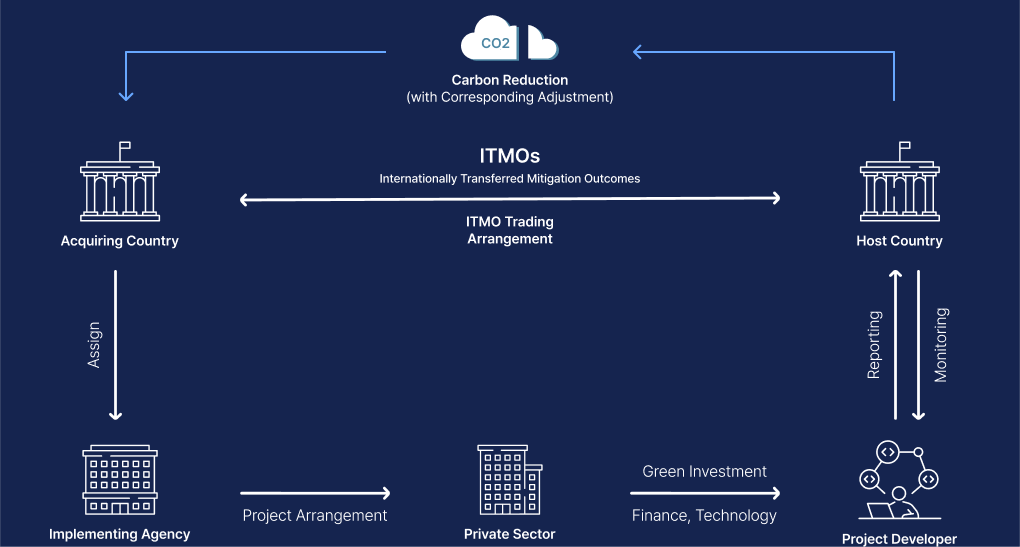 CO2
Carbon Reduction
(with Corresponding Adjustment)
ITMOs
Internationally Transferred Mitigation Outcomes
ITMO Trading
Arrangement
Acquiring Country
Host Country
Assign
Reporting
Monitoring
Implementing Agency
Project Arrangement
Private Sector
Green Investment
Finance, Technology
Project Developer